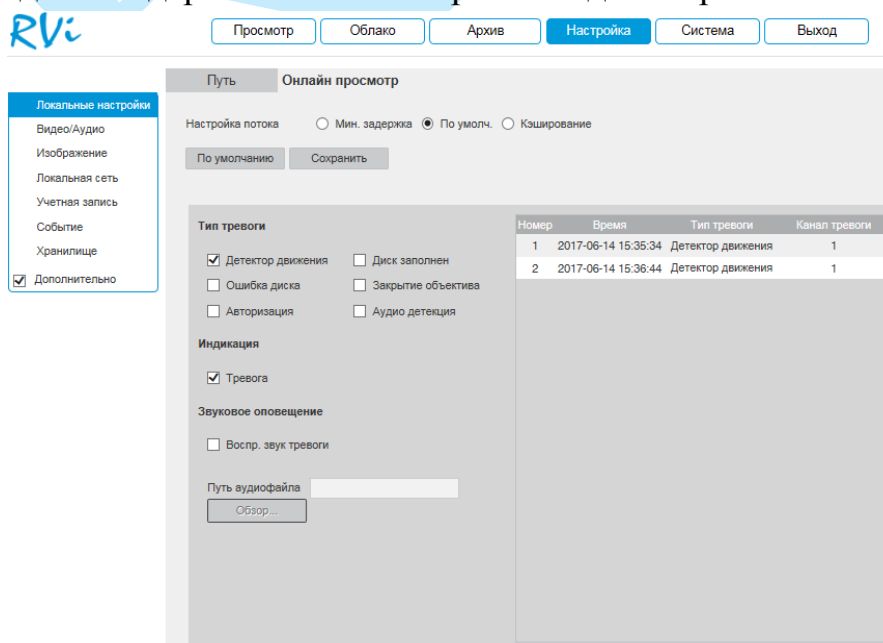 RVi
Просмотр Облако Архив Настройка Система Выход
Путь Онлайн просмотр
Локальные настройки
Видео/Аудио
Изображение
Локальная сеть
Учетная запись
Событие
Хранилище
Дополнительно
Настройка потока Мин. задержка По умолч. Кэширование
По умолчанию Сохранить
Тип тревоги
Детектор движения Диск заполнен
Ошибка диска Закрытие объектива
Авторизация Аудио детекция
Индикация
Тревога
Звуковое оповещение
Воспр. звук тревоги
Путь аудиофайла
Обзор...
Номер Время Тип тревоги Канал тревоги
1 2017-06-14 15:35:34 Детектор движения 1
2 2017-06-14 15:36:44 Детектор движения 1